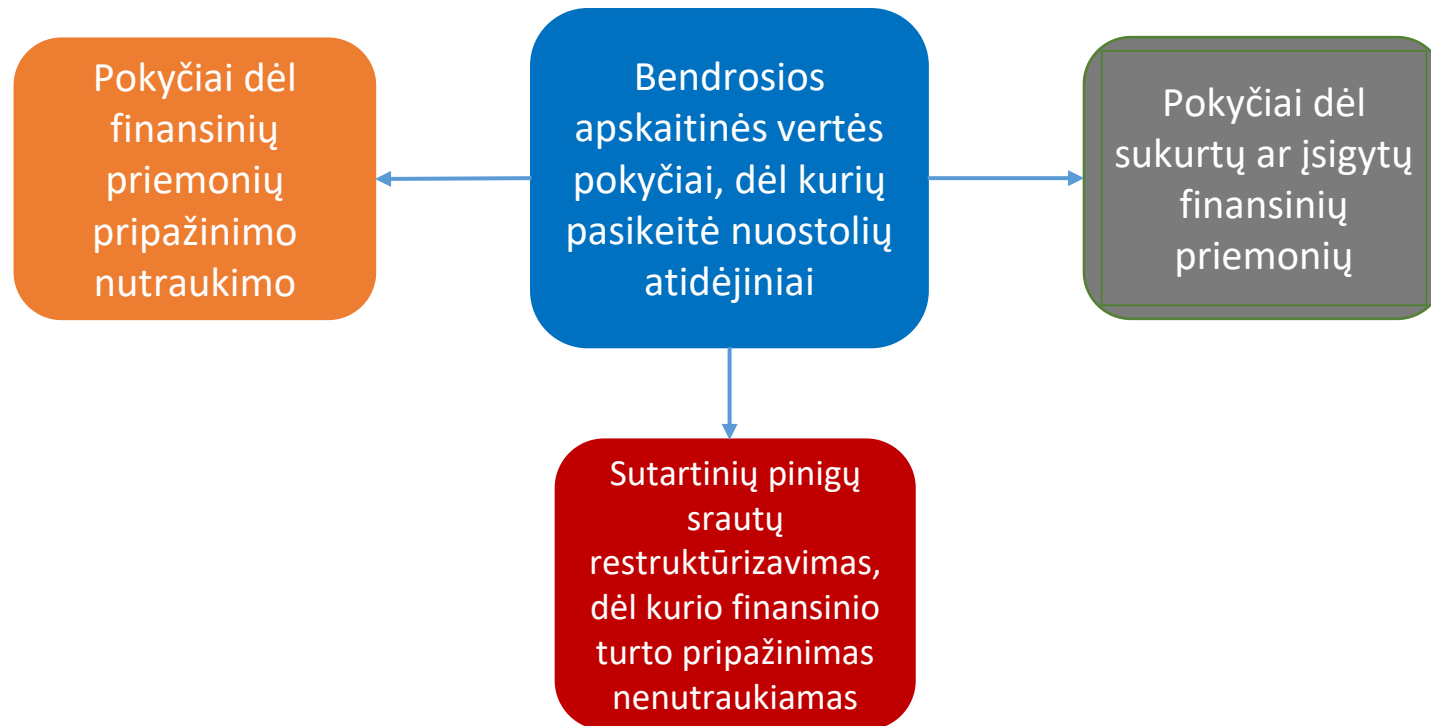 Pokyčiai dėl
finansinių
priemonių
pripažinimo
nutraukimo
Bendrosios
apskaitinės vertės
pokyčiai, dėl kurių
pasikeitė nuostolių
atidėjiniai
Pokyčiai dėl
sukurtų ar įsigytų
finansinių
priemonių
Sutartinių pinigų
srautų
restruktūrizavimas,
dėl kurio finansinio
turto pripažinimas
nenutraukiamas